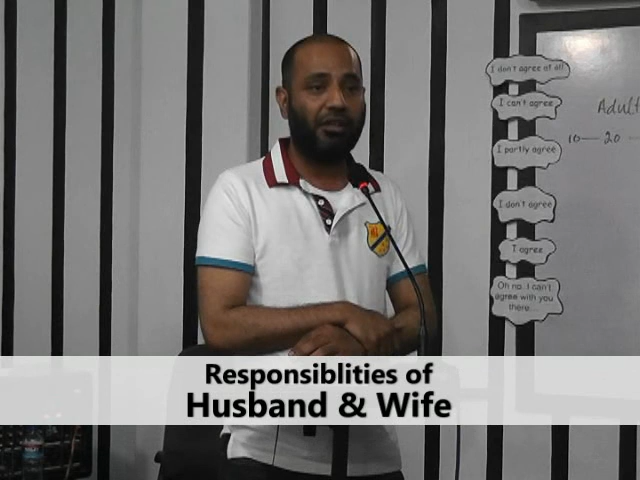 I don't agree at all
I can't agree
I partly agree
I don't agree
I agree
Oh no. I can't
agree with you
there...
Adult
10 — 20 —
Responsiblities of
Husband & Wife